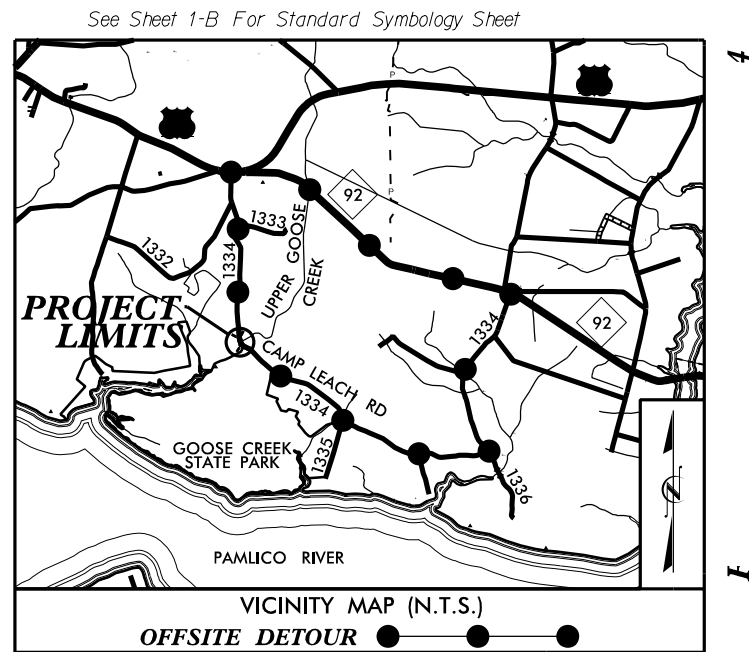 See Sheet 1-B For Standard Symbology Sheet
4
P
P
92
1333
1332
1334
UPPER GOOSE
CREEK
PROJECT
LIMITS
1334
92
CAMP LEACH RD
1334
1335
GOOSE CREEK
STATE PARK
1336
PAMLICO RIVER
VICINITY MAP (N.T.S.)
OFFSITE DETOUR